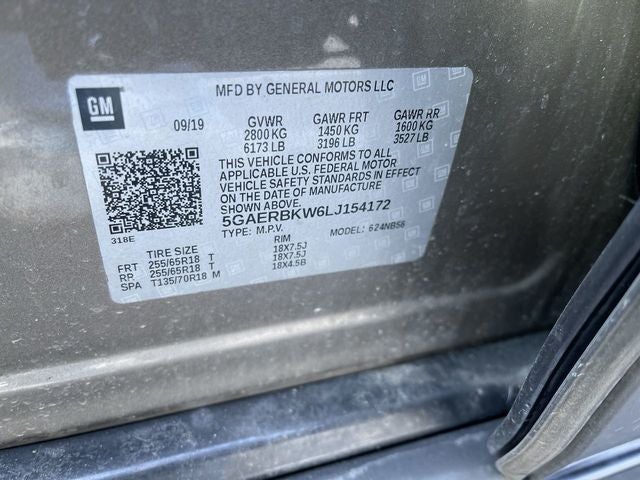 GM
MFD BY GENERAL MOTORS LLC
09/19 GVWR GAWR FRT GAWR RR
2800 KG 1450 KG 1600 KG
6173 LB 3196 LB 3527 LB
THIS VEHICLE CONFORMS TO ALL
APPLICABLE U.S. FEDERAL MOTOR
VEHICLE SAFETY STANDARDS IN EFFECT
ON THE DATE OF MANUFACTURE SHOWN ABOVE.
5GAERBKW6LJ154172
318E
TYPE: M.P.V. MODEL: 624NB56
TIRE SIZE RIM
FRT 255/65R18 T 18X7.5J
RR 255/65R18 T 18X7.5J
SPA T135/70R18 M 18X4.5B